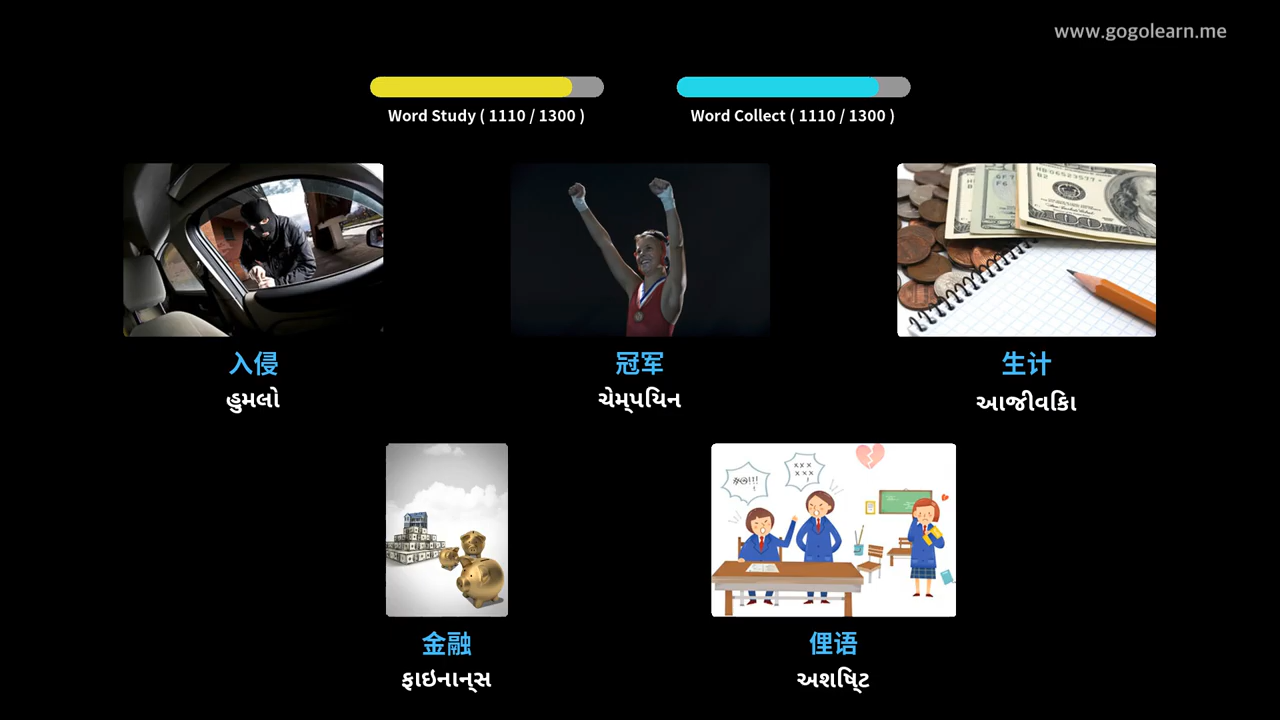 www.gogolearn.me
Word Study ( 1110 / 1300 )
Word Collect ( 1110 / 1300 )
入侵
હુમલો
冠军
ચેમ્પયિન
生计
આજીવકિા
金融
ફાઇનાન્સ
俚语
અશષ્ટિ